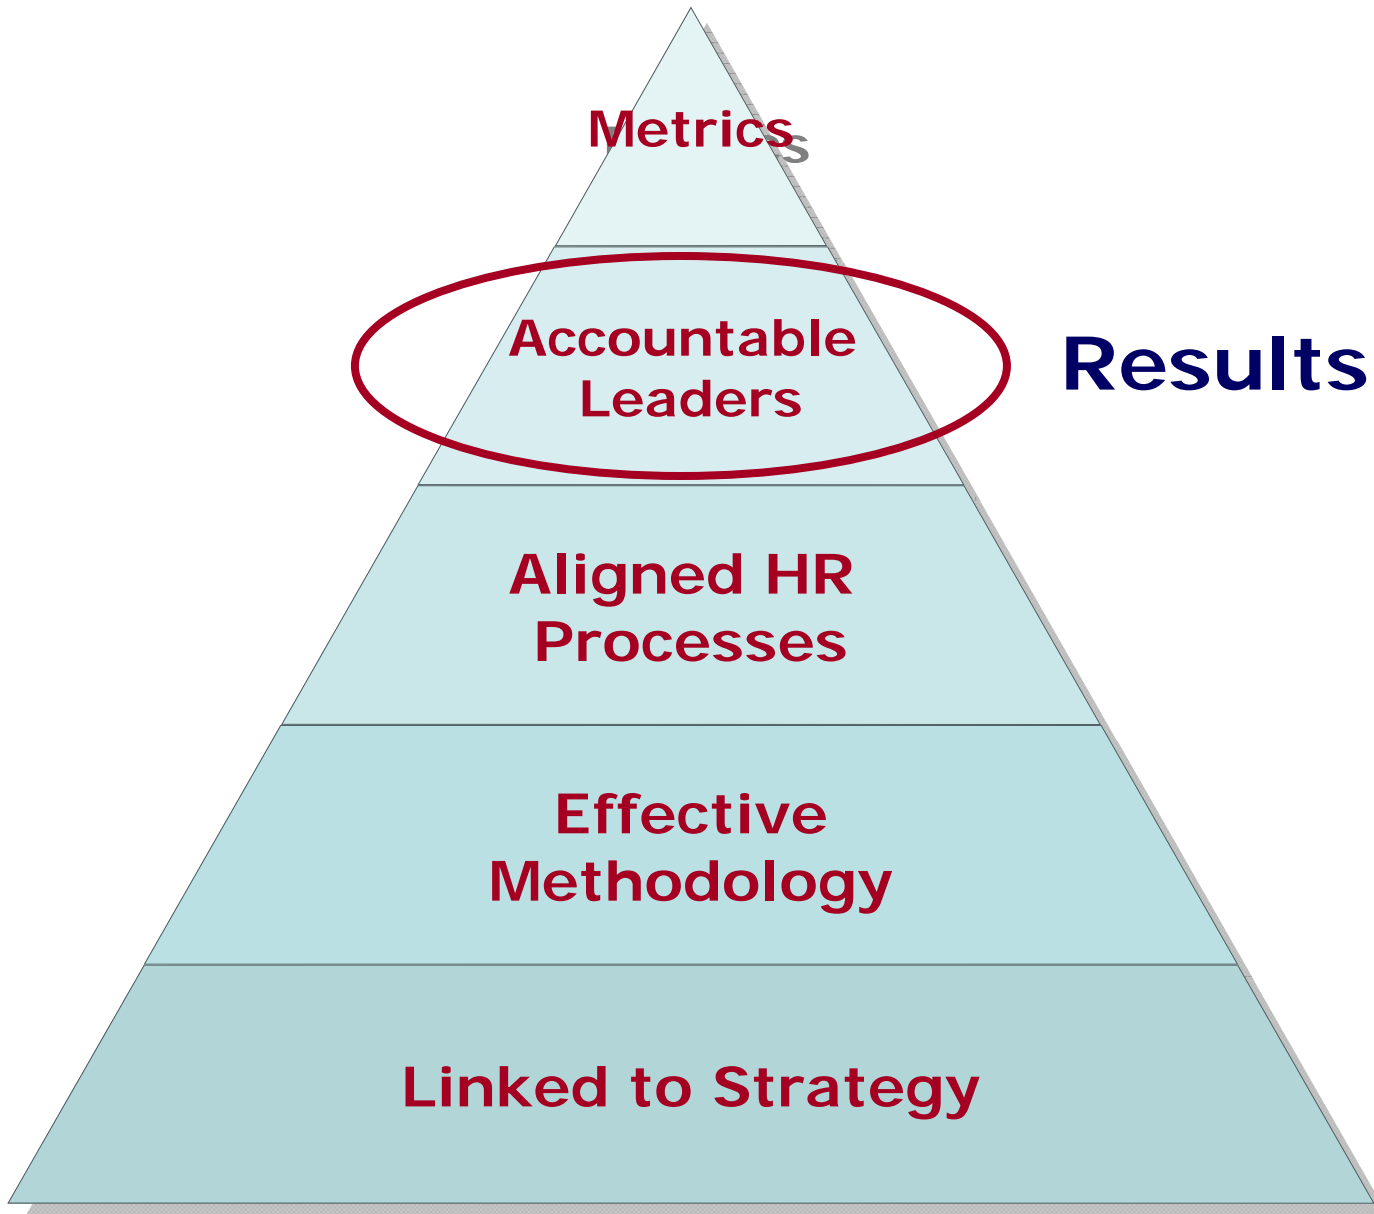 Metrics
Accountable
Leaders
Results
Aligned HR
Processes
Effective
Methodology
Linked to Strategy